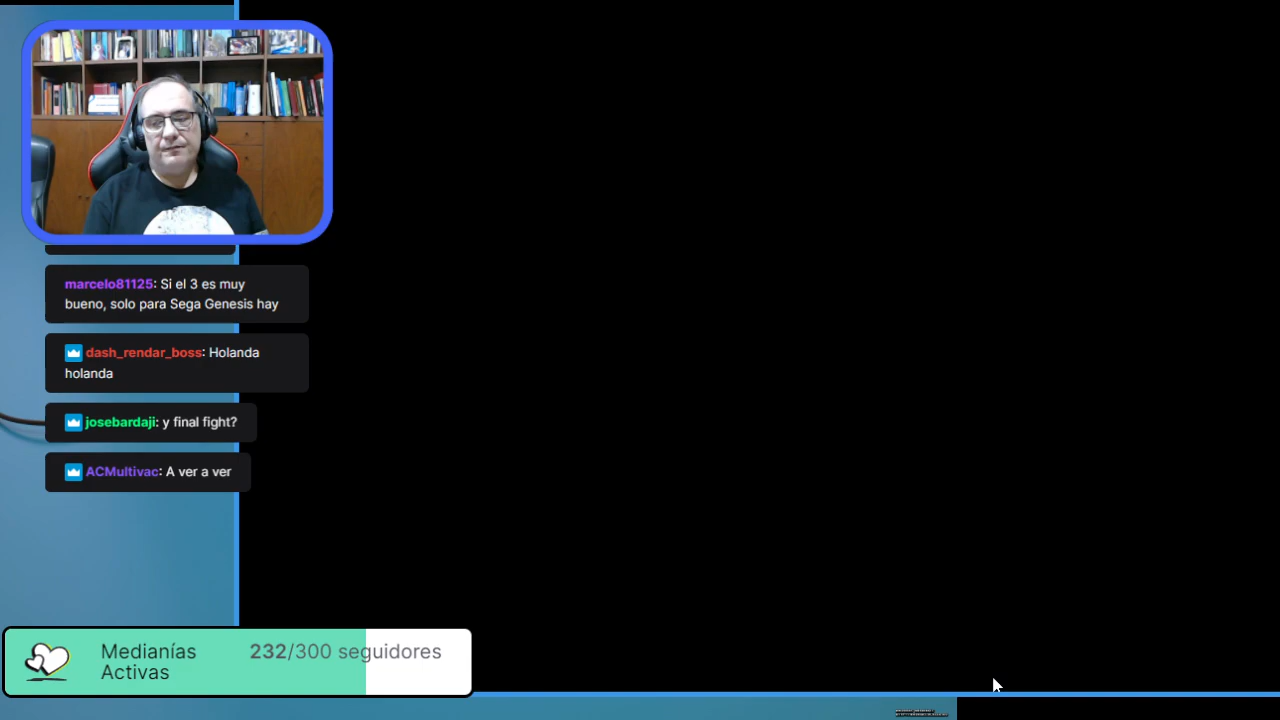 marcelo81125: Si el 3 es muy
bueno, solo para Sega Genesis hay
dash_rendar_boss: Holanda
holanda
josebardaji: y final fight?
ACMultivac: A ver a ver
Medianías
Activas
232/300 seguidores